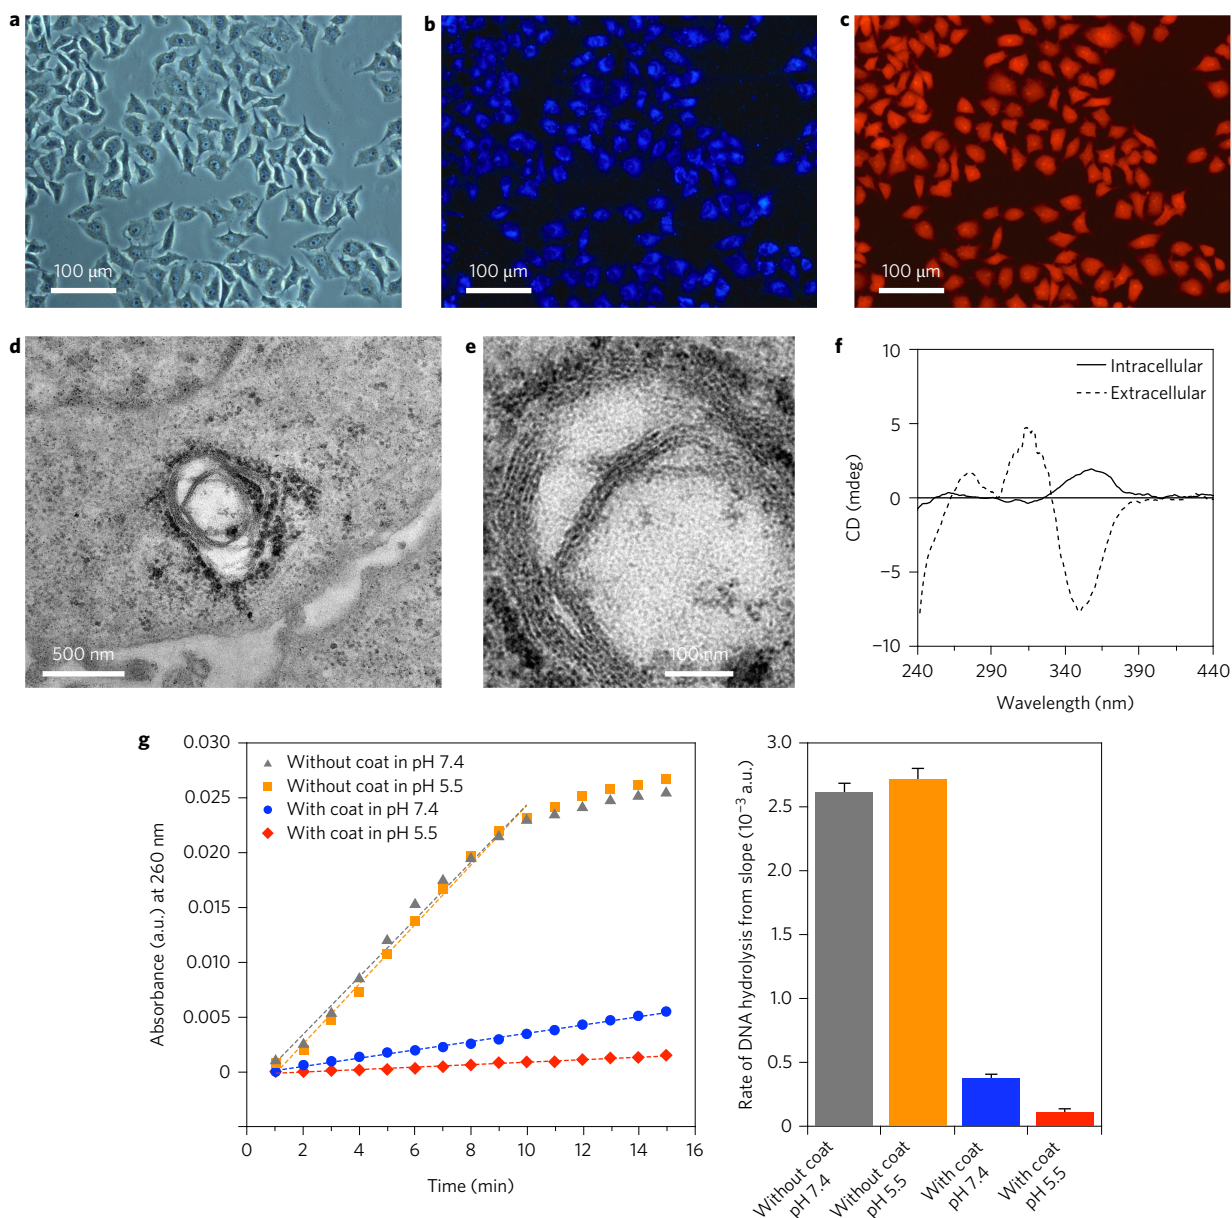 a
b
c
100 µm
100 µm
100 µm
d
e
f
500 nm
100 nm
10
5
0
−5
−10
CD (mdeg)
Intracellular
Extracellular
240 290 340 390 440
Wavelength (nm)
g
0.030
0.025
0.020
0.015
0.010
0.005
0
Absorbance (a.u.) at 260 nm
Without coat in pH 7.4
Without coat in pH 5.5
With coat in pH 7.4
With coat in pH 5.5
0 2 4 6 8 10 12 14 16
Time (min)
3.0
2.5
2.0
1.5
1.0
0.5
0
Rate of DNA hydrolysis from slope (10⁻³ a.u.)
Without coat
pH 7.4
Without coat
pH 5.5
With coat
pH 7.4
With coat
pH 5.5